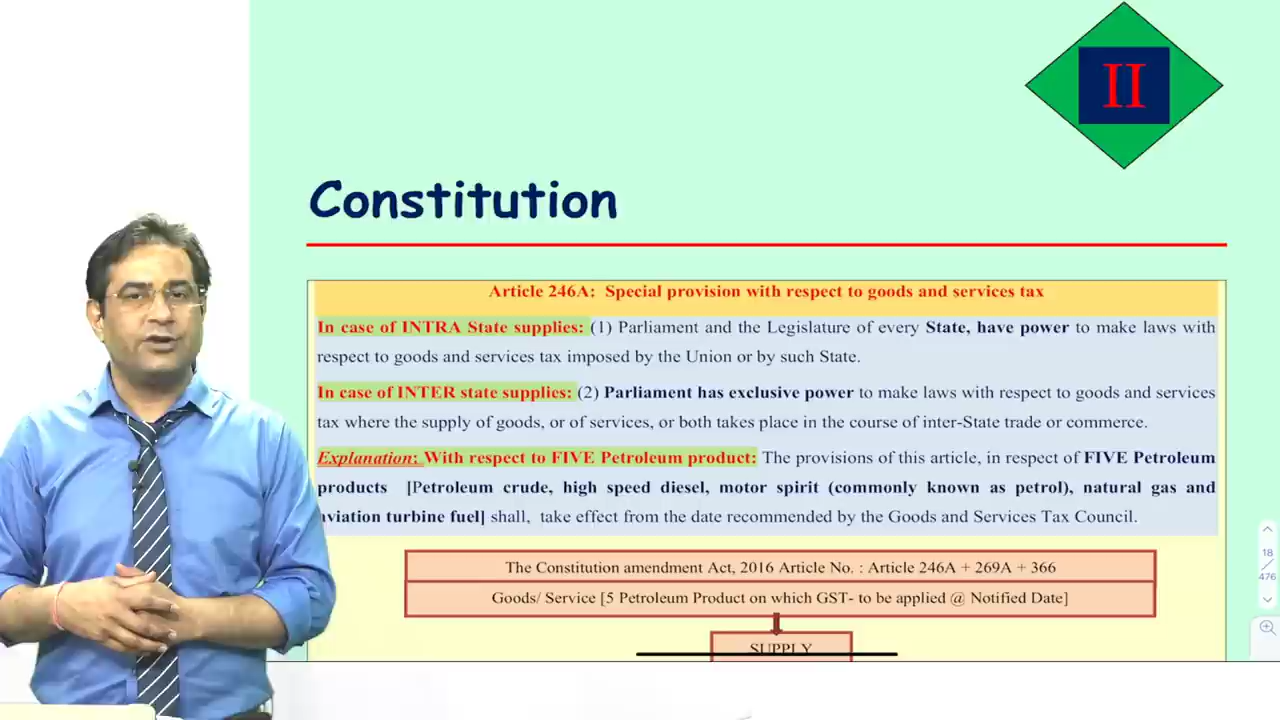 II
Constitution
Article 246A: Special provision with respect to goods and services tax
In case of INTRA State supplies: (1) Parliament and the Legislature of every State, have power to make laws with
respect to goods and services tax imposed by the Union or by such State.
In case of INTER state supplies: (2) Parliament has exclusive power to make laws with respect to goods and services
tax where the supply of goods, or of services, or both takes place in the course of inter-State trade or commerce.
Explanation: With respect to FIVE Petroleum product: The provisions of this article, in respect of FIVE Petroleum
products [Petroleum crude, high speed diesel, motor spirit (commonly known as petrol), natural gas and
aviation turbine fuel] shall, take effect from the date recommended by the Goods and Services Tax Council.
The Constitution amendment Act, 2016 Article No. : Article 246A + 269A + 366
Goods/ Service [5 Petroleum Product on which GST- to be applied @ Notified Date]
SUPPLY
18
/
476